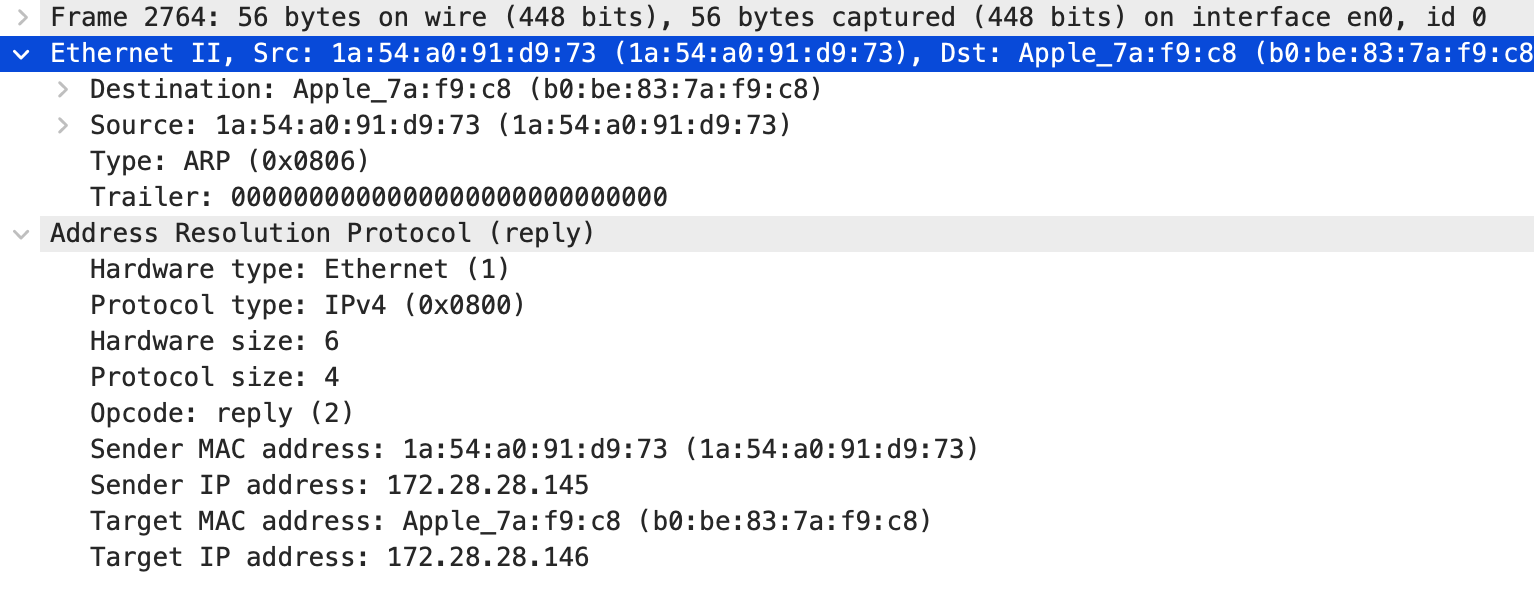 Frame 2764: 56 bytes on wire (448 bits), 56 bytes captured (448 bits) on interface en0, id 0
Ethernet II, Src: 1a:54:a0:91:d9:73 (1a:54:a0:91:d9:73), Dst: Apple_7a:f9:c8 (b0:be:83:7a:f9:c8
Destination: Apple_7a:f9:c8 (b0:be:83:7a:f9:c8)
Source: 1a:54:a0:91:d9:73 (1a:54:a0:91:d9:73)
Type: ARP (0x0806)
Trailer: 0000000000000000000000000000
Address Resolution Protocol (reply)
Hardware type: Ethernet (1)
Protocol type: IPv4 (0x0800)
Hardware size: 6
Protocol size: 4
Opcode: reply (2)
Sender MAC address: 1a:54:a0:91:d9:73 (1a:54:a0:91:d9:73)
Sender IP address: 172.28.28.145
Target MAC address: Apple_7a:f9:c8 (b0:be:83:7a:f9:c8)
Target IP address: 172.28.28.146